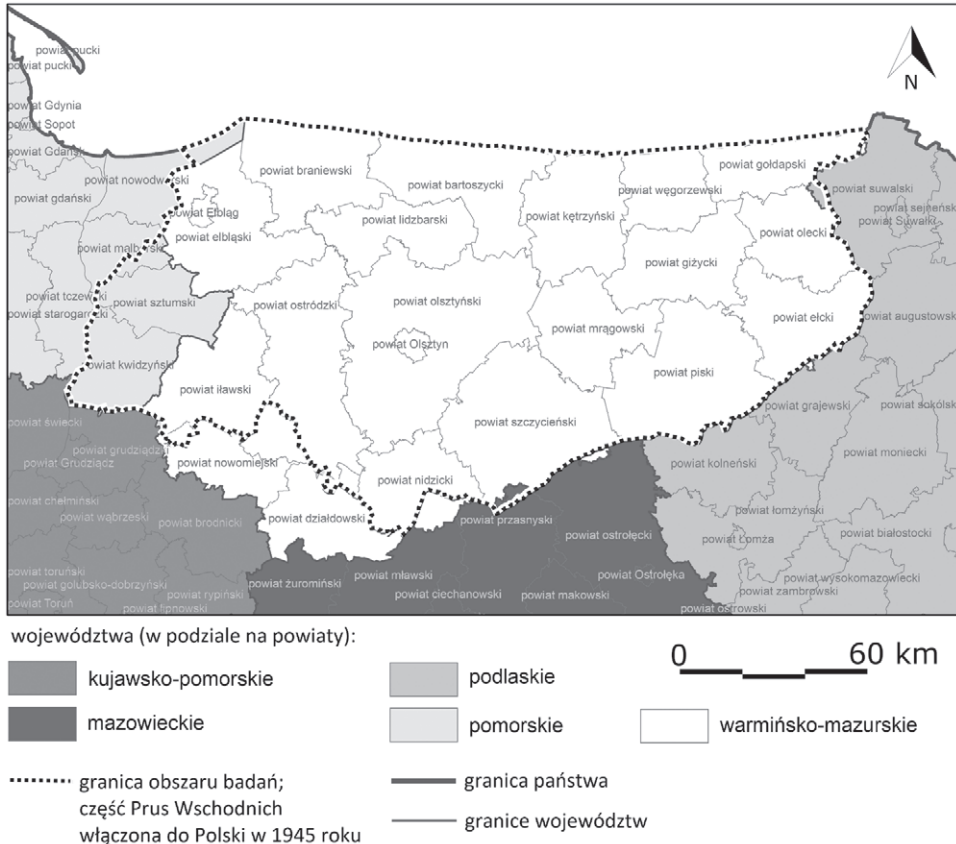 powiat pucki
powiat pucki
N
powiat Gdynia
powiat Sopot
powiat Gdańsk
powiat nowodworski
powiat gdański
powiat braniewski
powiat bartoszycki
powiat gołdapski
powiat węgorzewski
powiat suwalski
powiat sejneński
powiat Suwałki
powiat Elbląg
powiat lidzbarski
powiat kętrzyński
powiat elbląski
powiat malborski
powiat olecki
powiat giżycki
powiat tczewski
powiat sztumski
powiat ostródzki
powiat olsztyński
powiat starogardzki
powiat ełcki
powiat augustowski
powiat mrągowski
powiat Olsztyn
powiat kwidzyński
powiat piski
powiat iławski
powiat grajewski
powiat sokólsk
powiat świecki
powiat szczycieński
powiat grudziądzki
powiat moniecki
powiat Grudziądz
powiat nowomiejski
powiat kolneński
powiat nidzicki
powiat chełmiński
powiat łomżyński
powiat wąbrzeski
powiat brodnicki
powiat działdowski
powiat przasnyski
powiat ostrołęcki
powiat Łomża
powiat białostocki
powiat toruński
powiat golubsko-dobrzyński
powiat żuromiński
powiat mławski
powiat Ostrołęka
powiat wysokomazowiecki
powiat zambrowski
powiat rypiński
powiat ciechanowski
powiat makowski
powiat Toruń
powiat lipnowski
powiat ostrowski
województwa (w podziale na powiaty):
0 60 km
kujawsko-pomorskie
podlaskie
mazowieckie
pomorskie
warmińsko-mazurskie
granica obszaru badań;
część Prus Wschodnich
włączona do Polski w 1945 roku
granica państwa
granice województw